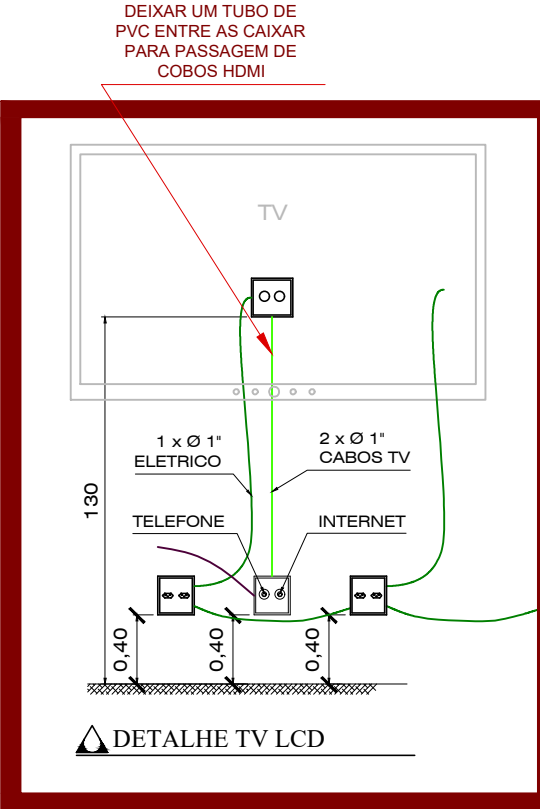 DEIXAR UM TUBO DE
PVC ENTRE AS CAIXAR
PARA PASSAGEM DE
COBOS HDMI
TV
1 x Ø 1"
ELETRICO
2 x Ø 1"
CABOS TV
130
TELEFONE
INTERNET
0,40
0,40
0,40
DETALHE TV LCD